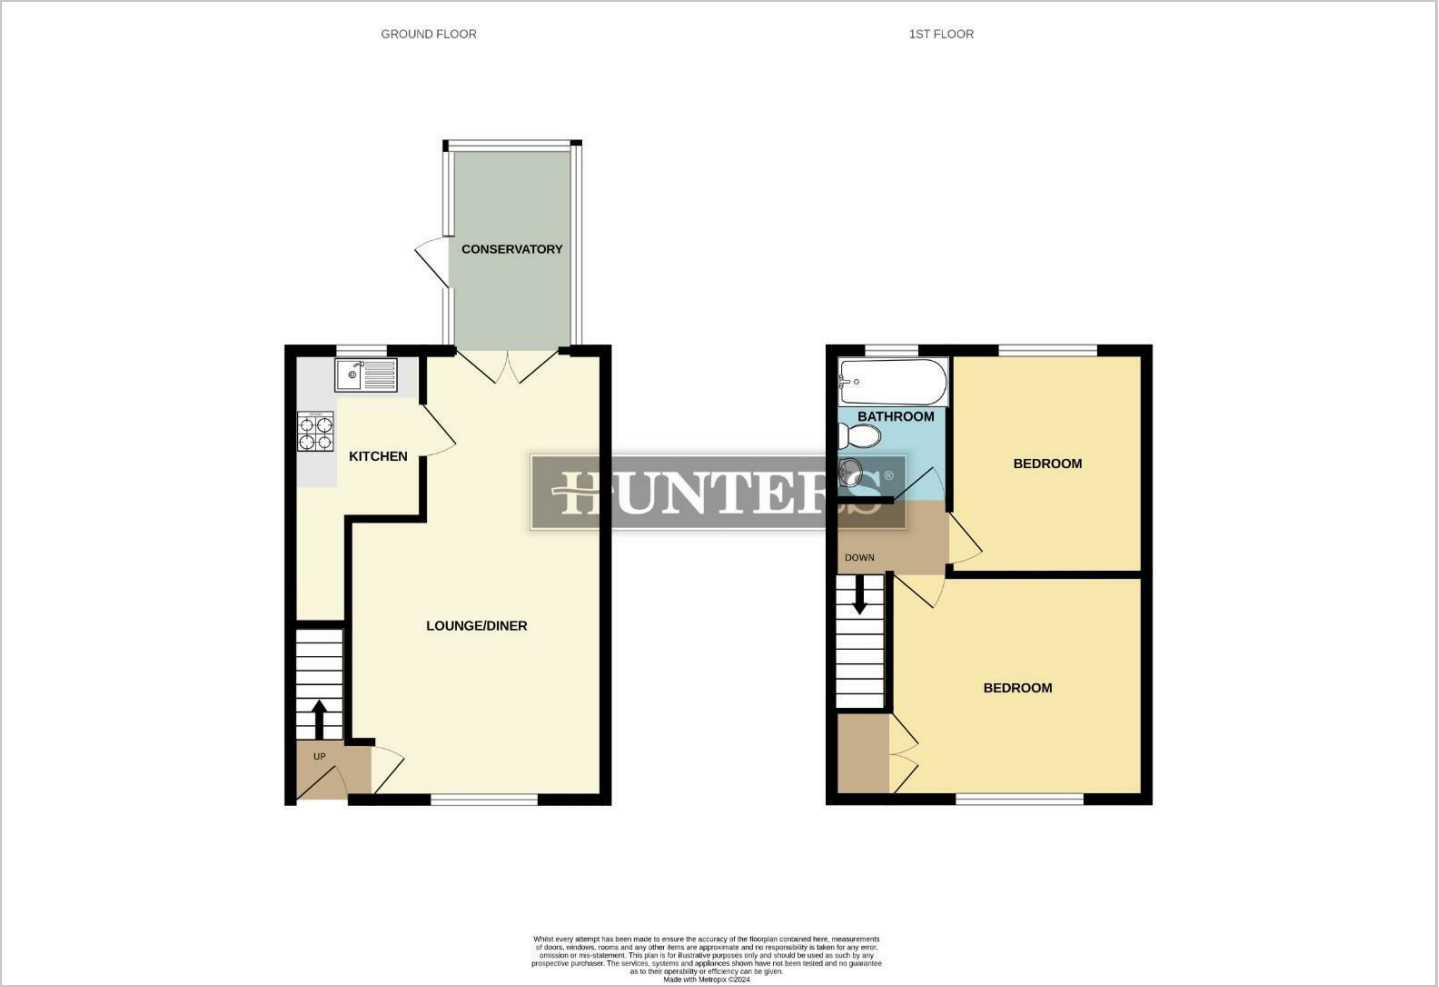 GROUND FLOOR
1ST FLOOR
CONSERVATORY
KITCHEN
LOUNGE/DINER
UP
HUNTERS®
BATHROOM
BEDROOM
DOWN
BEDROOM
Whilst every attempt has been made to ensure the accuracy of the floorplan contained here, measurements
of doors, windows, rooms and any other items are approximate and no responsibility is taken for any error,
omission or mis-statement. This plan is for illustrative purposes only and should be used as such by any
prospective purchaser. The services, systems and appliances shown have not been tested and no guarantee
as to their operability or efficiency can be given.
Made with Metropix ©2024